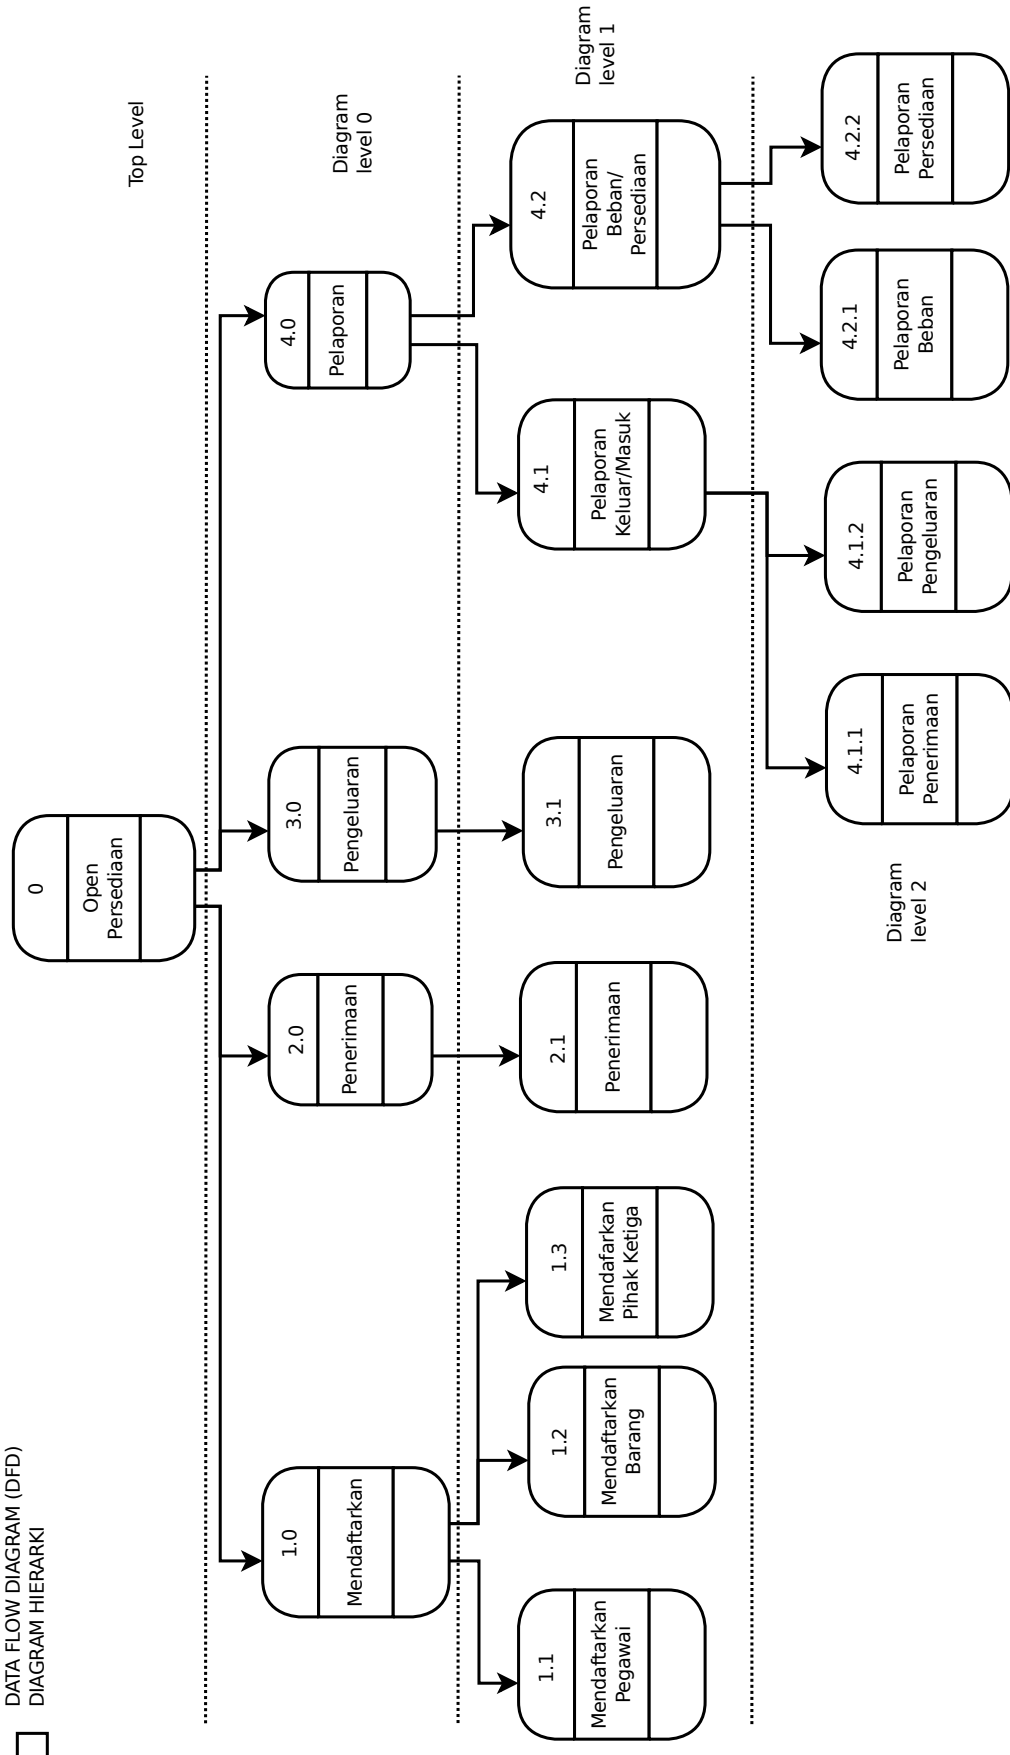 DATA FLOW DIAGRAM (DFD)
DIAGRAM HIERARKI
0
Open
Persediaan
Top Level
1.0
Mendaftarkan
2.0
Penerimaan
3.0
Pengeluaran
4.0
Pelaporan
Diagram
level 0
1.1
Mendaftarkan
Pegawai
1.2
Mendaftarkan
Barang
1.3
Mendafarkan
Pihak Ketiga
2.1
Penerimaan
3.1
Pengeluaran
4.1
Pelaporan
Keluar/Masuk
4.2
Pelaporan
Beban/
Persediaan
Diagram
level 1
Diagram
level 2
4.1.1
Pelaporan
Penerimaan
4.1.2
Pelaporan
Pengeluaran
4.2.1
Pelaporan
Beban
4.2.2
Pelaporan
Persediaan